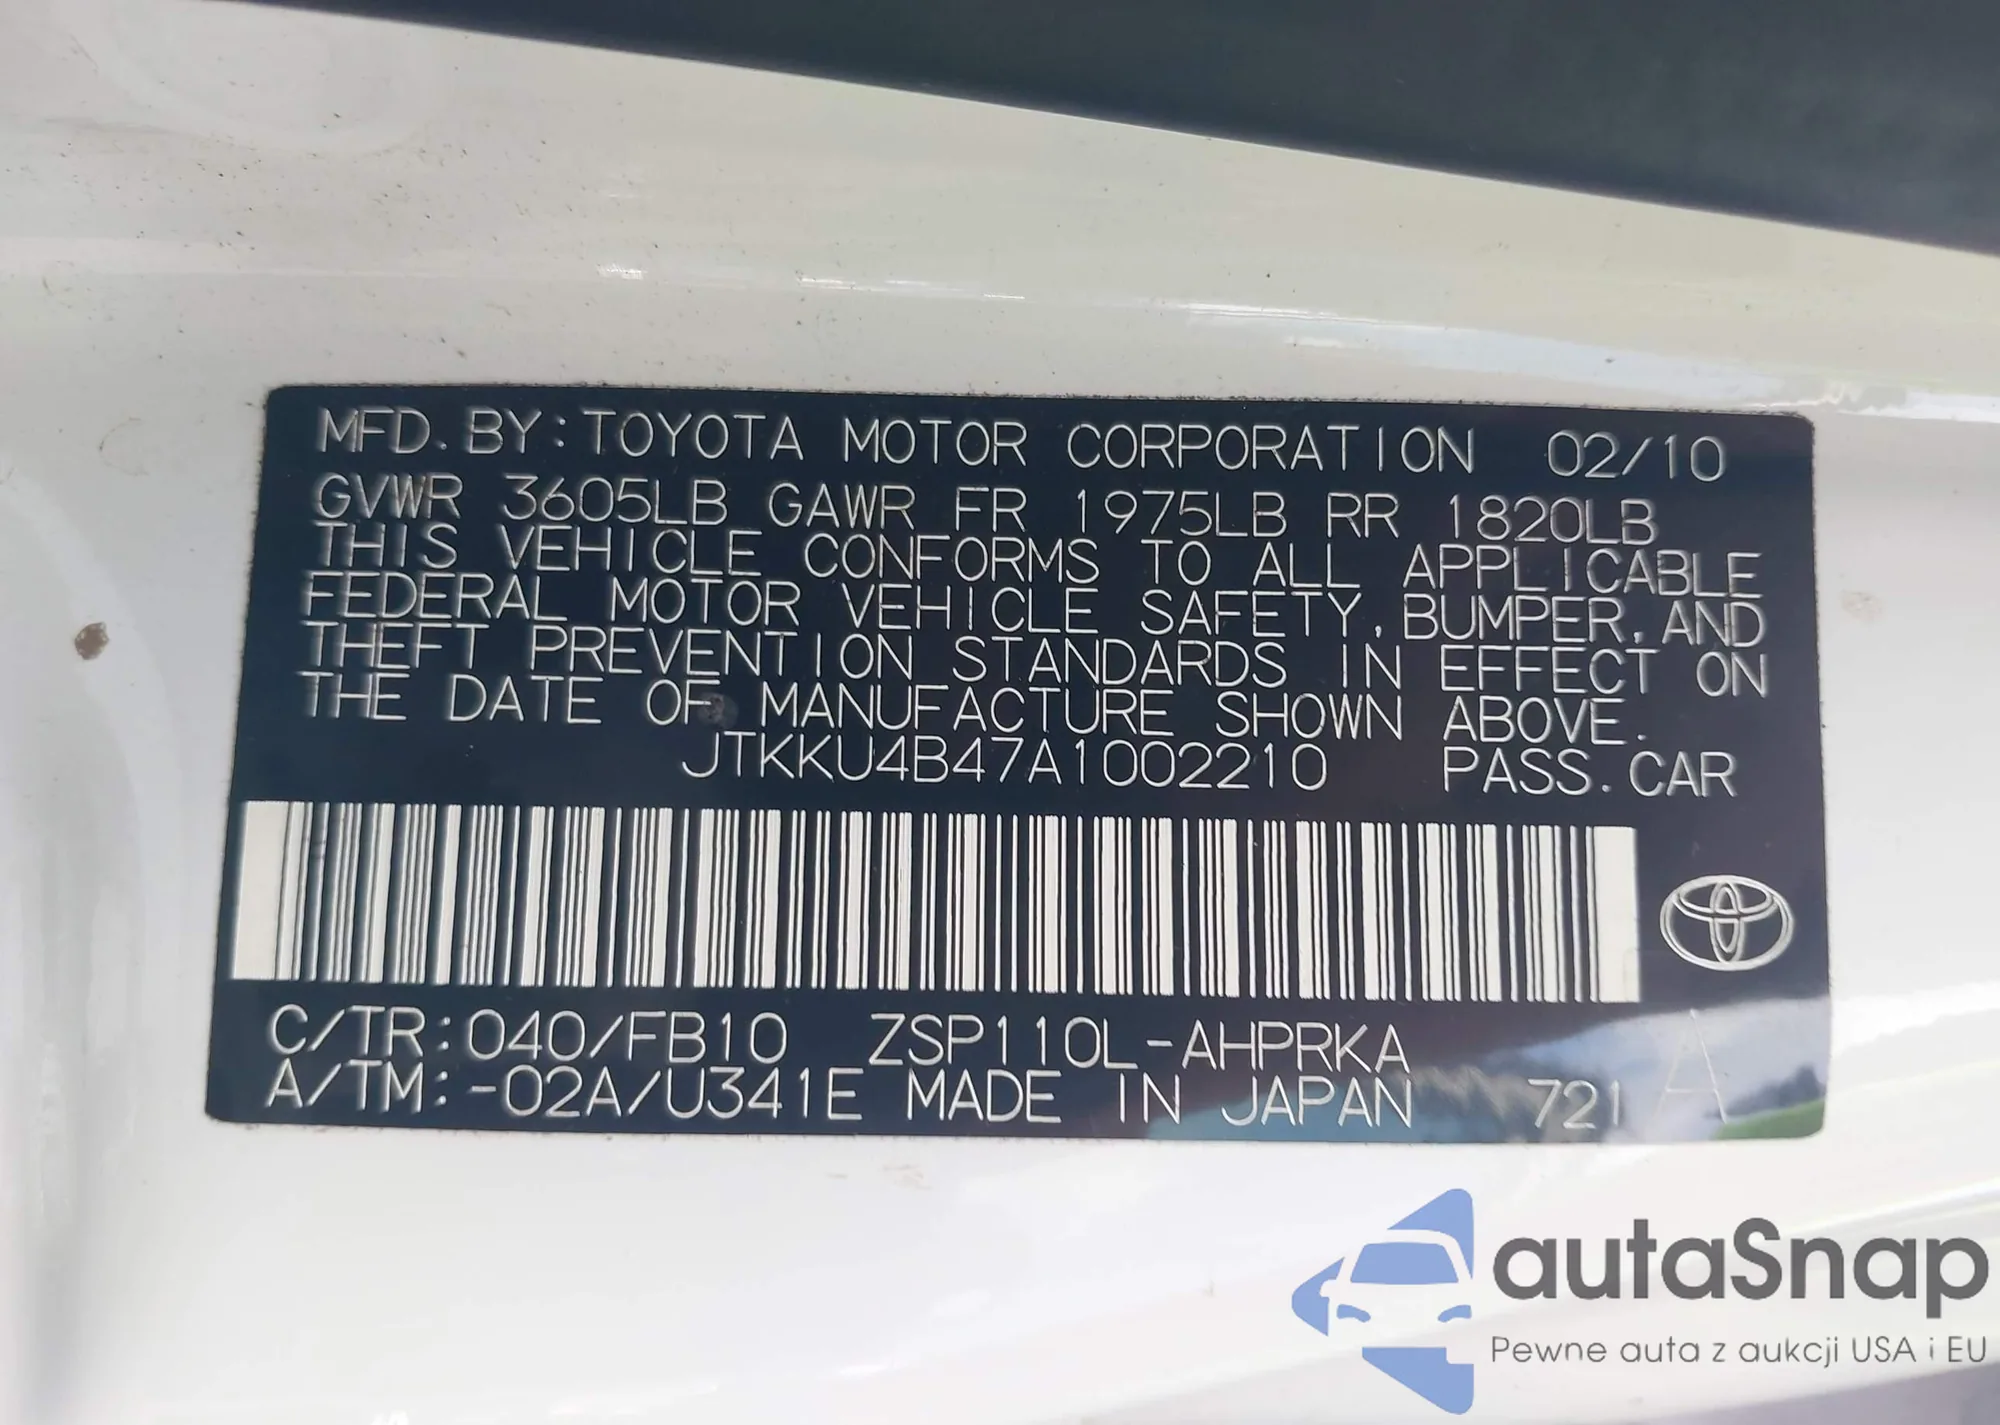 MFD. BY: TOYOTA MOTOR CORPORATION 02/10
GVWR 3605LB GAWR FR 1975LB RR 1820LB
THIS VEHICLE CONFORMS TO ALL APPLICABLE
FEDERAL MOTOR VEHICLE SAFETY, BUMPER, AND
THEFT PREVENTION STANDARDS IN EFFECT ON
THE DATE OF MANUFACTURE SHOWN ABOVE.
JTKKU4B47A1002210 PASS. CAR
C/TR: 040/FB10 ZSP110L-AHPRKA
A/TM: -02A/U341E MADE IN JAPAN 721 A
autaSnap
Pewne auta z aukcji USA i EU